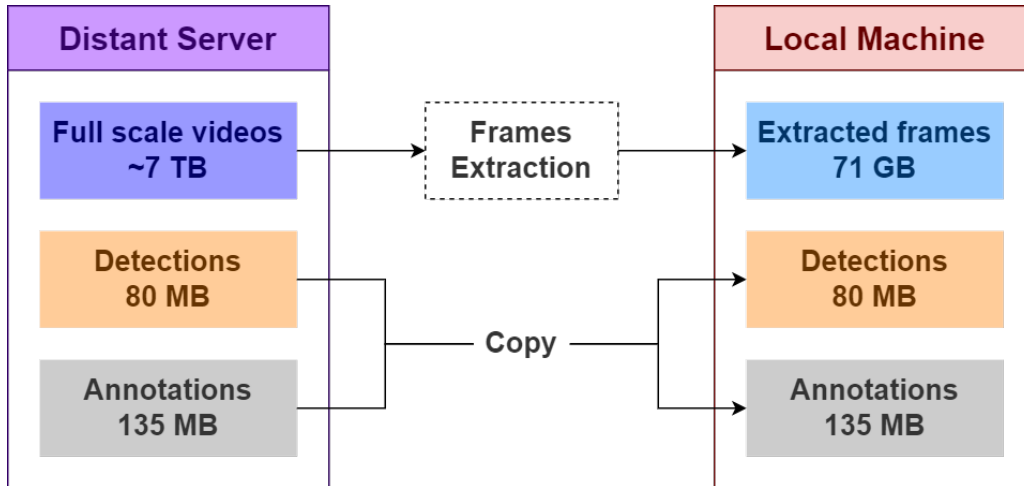 Distant Server
Local Machine
Full scale videos
~7 TB
Frames
Extraction
Extracted frames
71 GB
Detections
80 MB
Detections
80 MB
Copy
Annotations
135 MB
Annotations
135 MB